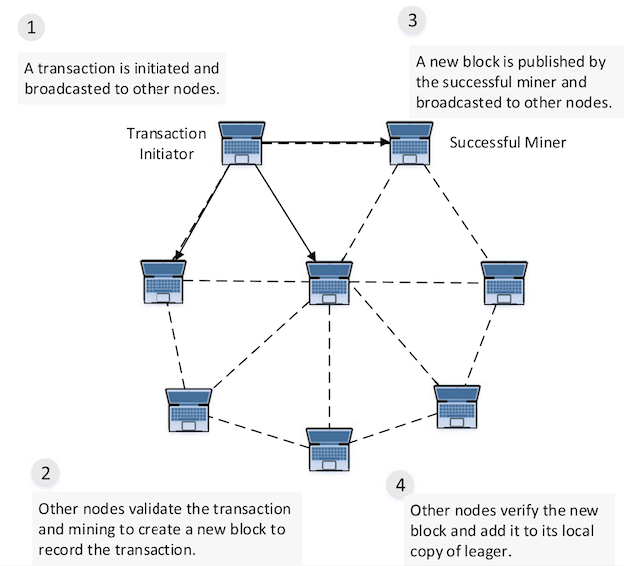 1
A transaction is initiated and
broadcasted to other nodes.
3
A new block is published by
the successful miner and
broadcasted to other nodes.
Transaction
Initiator
Successful Miner
2
Other nodes validate the transaction
and mining to create a new block to
record the transaction.
4
Other nodes verify the new
block and add it to its local
copy of leager.